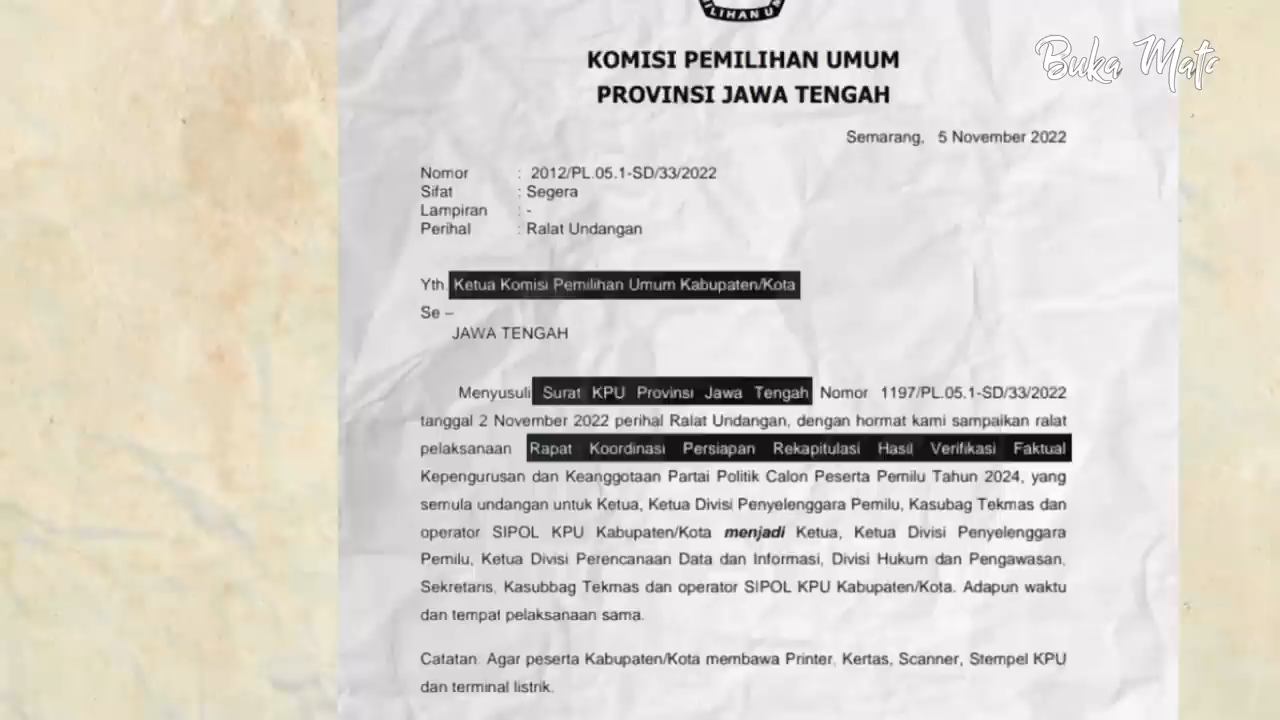 KOMISI PEMILIHAN UMUM
PROVINSI JAWA TENGAH
Buka Mata
Semarang, 5 November 2022
Nomor : 2012/PL.05.1-SD/33/2022
Sifat : Segera
Lampiran : -
Perihal : Ralat Undangan
Yth. Ketua Komisi Pemilihan Umum Kabupaten/Kota
Se –
JAWA TENGAH
Menyusuli Surat KPU Provinsi Jawa Tengah Nomor 1197/PL.05.1-SD/33/2022
tanggal 2 November 2022 perihal Ralat Undangan, dengan hormat kami sampaikan ralat
pelaksanaan Rapat Koordinasi Persiapan Rekapitulasi Hasil Verifikasi Faktual
Kepengurusan dan Keanggotaan Partai Politik Calon Peserta Pemilu Tahun 2024, yang
semula undangan untuk Ketua, Ketua Divisi Penyelenggara Pemilu, Kasubag Tekmas dan
operator SIPOL KPU Kabupaten/Kota menjadi Ketua, Ketua Divisi Penyelenggara
Pemilu, Ketua Divisi Perencanaan Data dan Informasi, Divisi Hukum dan Pengawasan,
Sekretaris, Kasubbag Tekmas dan operator SIPOL KPU Kabupaten/Kota. Adapun waktu
dan tempat pelaksanaan sama.
Catatan: Agar peserta Kabupaten/Kota membawa Printer, Kertas, Scanner, Stempel KPU
dan terminal listrik.